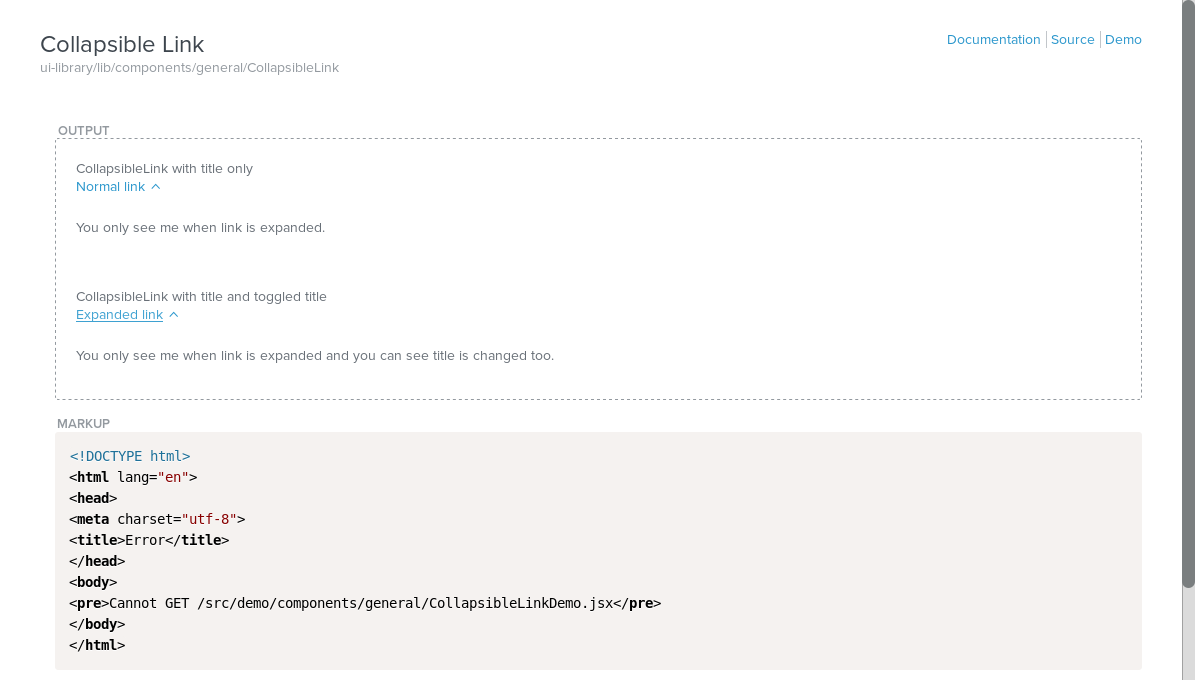 Collapsible Link
ui-library/lib/components/general/CollapsibleLink
Documentation Source Demo
OUTPUT
CollapsibleLink with title only
Normal link
You only see me when link is expanded.
CollapsibleLink with title and toggled title
Expanded link
You only see me when link is expanded and you can see title is changed too.
MARKUP
<!DOCTYPE html>
<html lang="en">
<head>
<meta charset="utf-8">
<title>Error</title>
</head>
<body>
<pre>Cannot GET /src/demo/components/general/CollapsibleLinkDemo.jsx</pre>
</body>
</html>